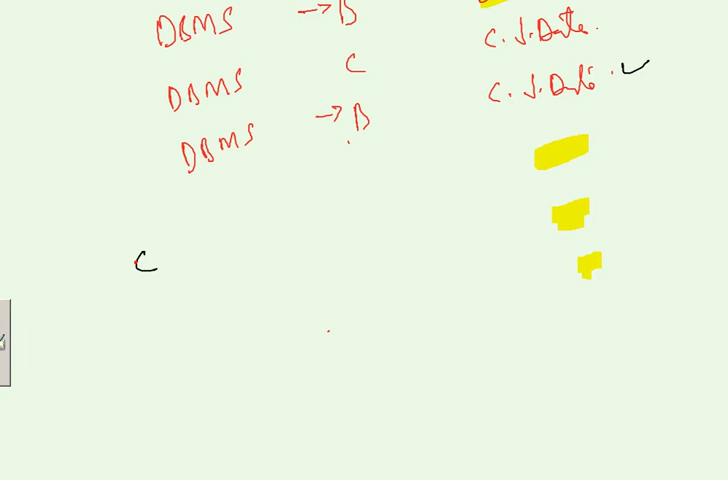 DBMS → B C. J. Date.
DBMS C C. J. Date. ✓
DBMS → B
C